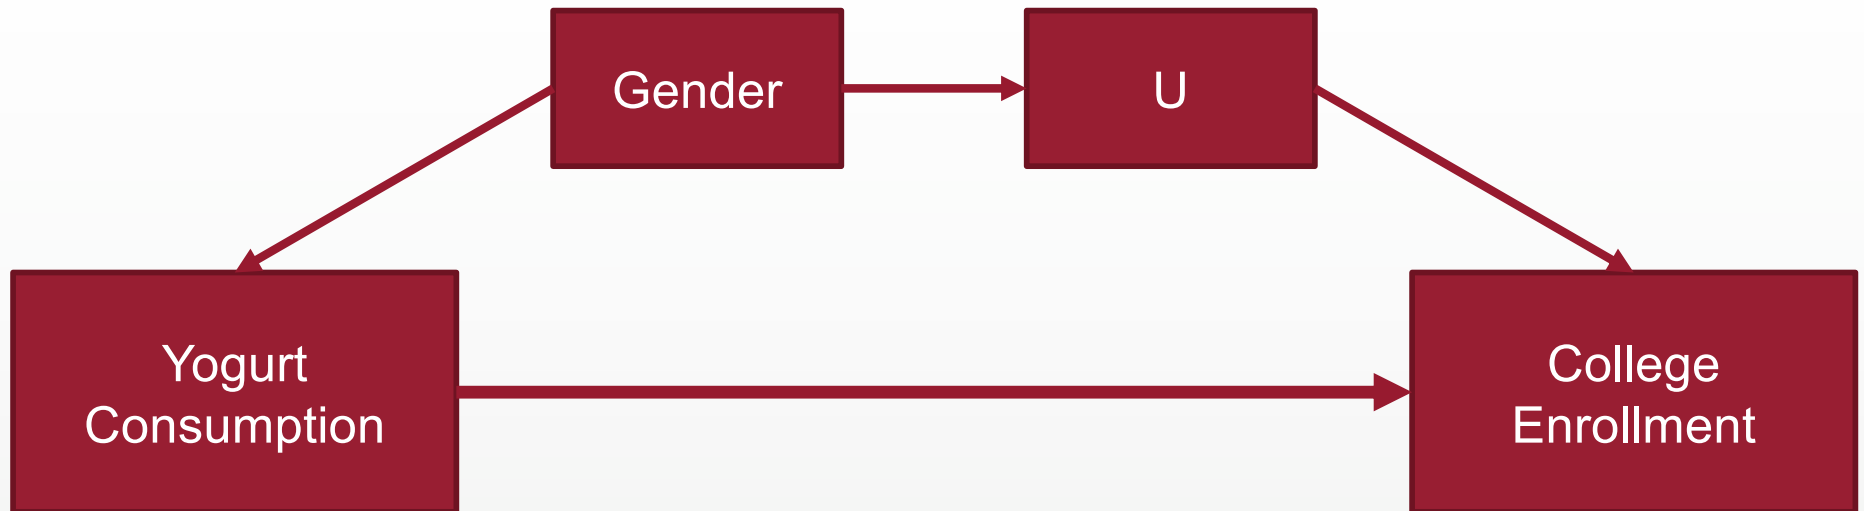 Gender
U
Yogurt
Consumption
College
Enrollment